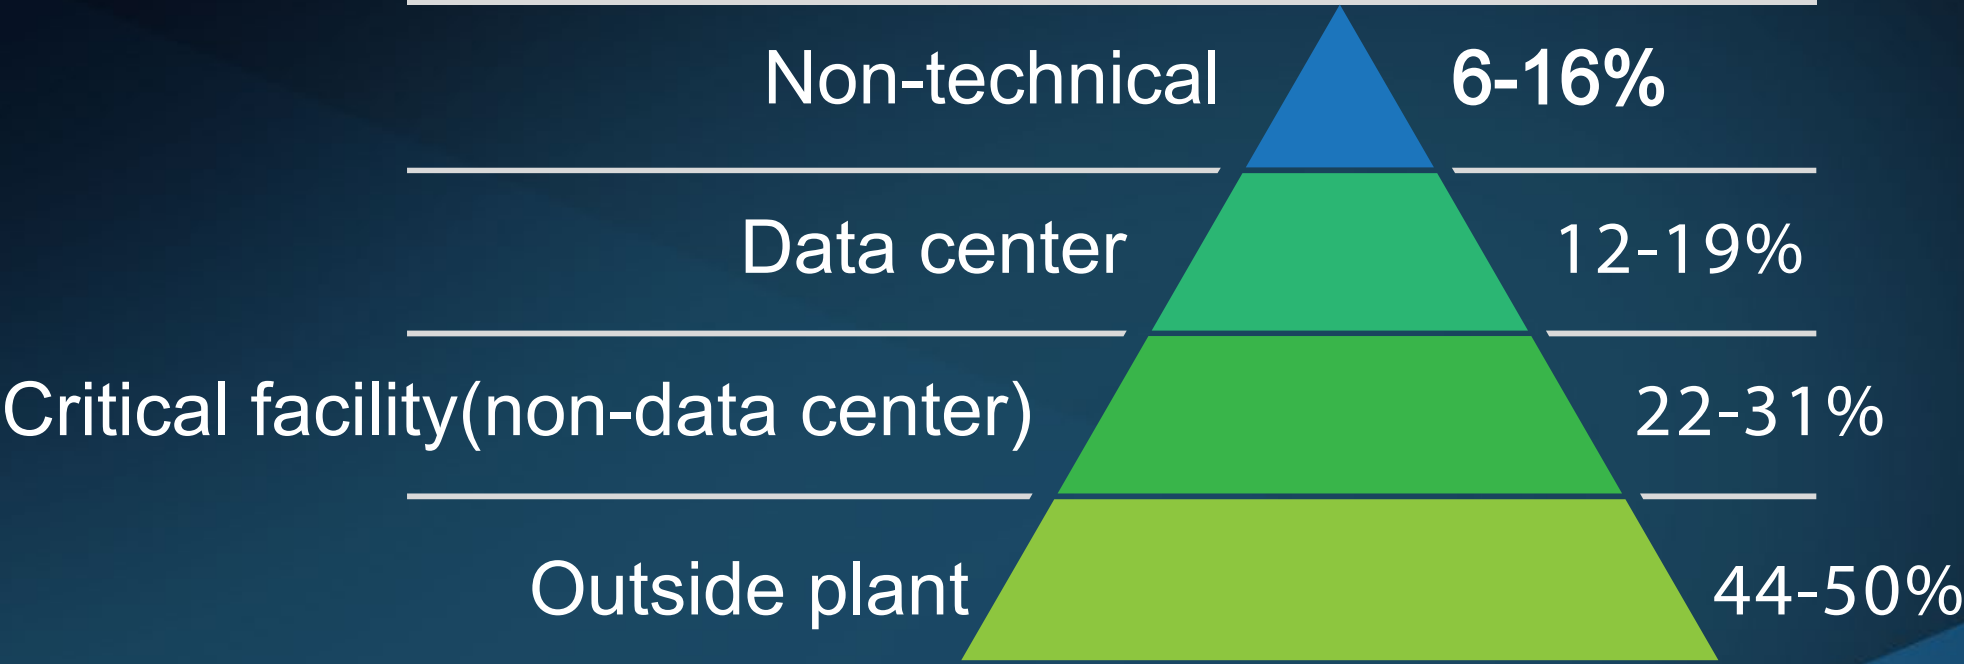 Non-technical 6-16%
Data center 12-19%
Critical facility(non-data center) 22-31%
Outside plant 44-50%